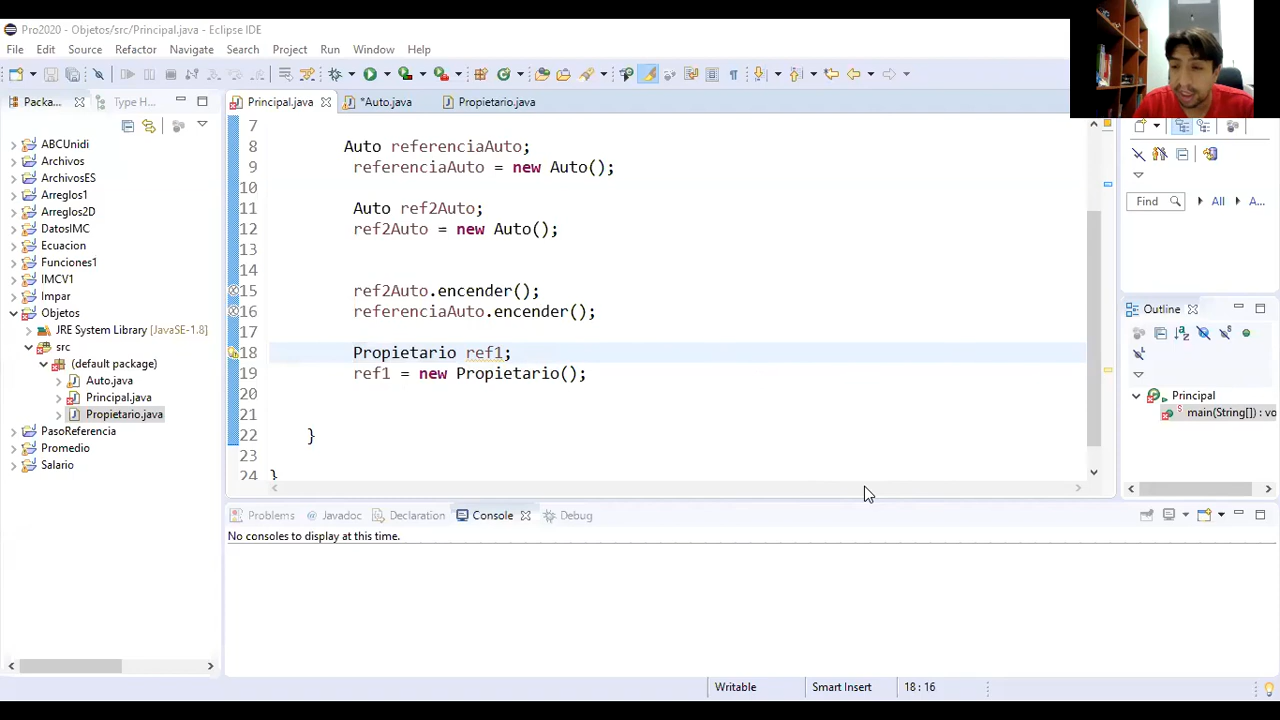 Pro2020 - Objetos/src/Principal.java - Eclipse IDE
File Edit Source Refactor Navigate Search Project Run Window Help
Packa... Type H... Principal.java *Auto.java Propietario.java
ABCUnidi
Archivos
ArchivosES
Arreglos1
Arreglos2D
DatosIMC
Ecuacion
Funciones1
IMCV1
Impar
Objetos
JRE System Library [JavaSE-1.8]
src
(default package)
Auto.java
Principal.java
Propietario.java
PasoReferencia
Promedio
Salario
7
8 Auto referenciaAuto;
9 referenciaAuto = new Auto();
10
11 Auto ref2Auto;
12 ref2Auto = new Auto();
13
14
15 ref2Auto.encender();
16 referenciaAuto.encender();
17
18 Propietario ref1;
19 ref1 = new Propietario();
20
21
22 }
23
24 }
Find All A...
Outline
Principal
main(String[]) : vo
Problems Javadoc Declaration Console Debug
No consoles to display at this time.
Writable Smart Insert 18 : 16